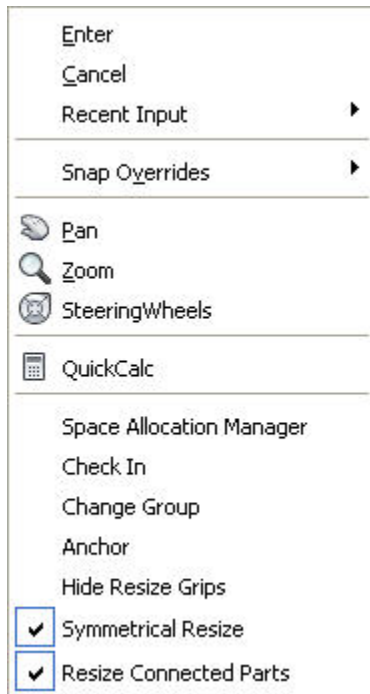 Enter
Cancel
Recent Input
Snap Overrides
Pan
Zoom
SteeringWheels
QuickCalc
Space Allocation Manager
Check In
Change Group
Anchor
Hide Resize Grips
Symmetrical Resize
Resize Connected Parts